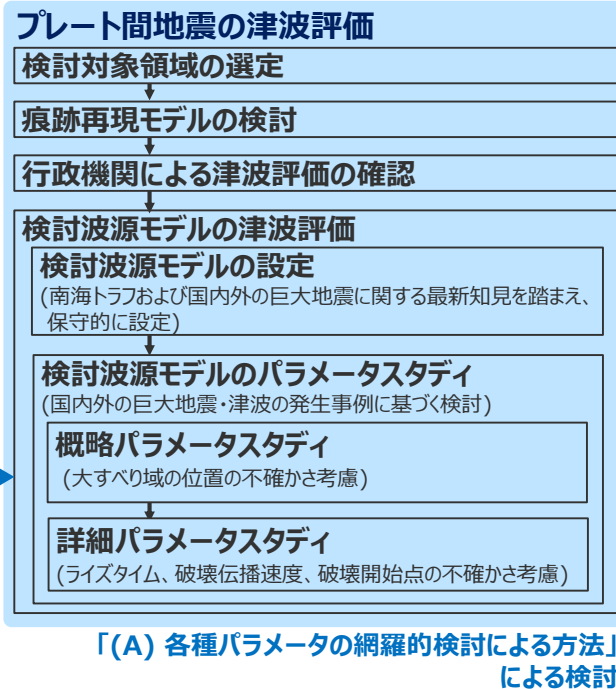 プレート間地震の津波評価
検討対象領域の選定
痕跡再現モデルの検討
行政機関による津波評価の確認
検討波源モデルの津波評価
検討波源モデルの設定
(南海トラフおよび国内外の巨大地震に関する最新知見を踏まえ、
保守的に設定)
検討波源モデルのパラメータスタディ
(国内外の巨大地震・津波の発生事例に基づく検討)
概略パラメータスタディ
(大すべり域の位置の不確かさ考慮)
詳細パラメータスタディ
(ライズタイム、破壊伝播速度、破壊開始点の不確かさ考慮)
「(A) 各種パラメータの網羅的検討による方法」
による検討